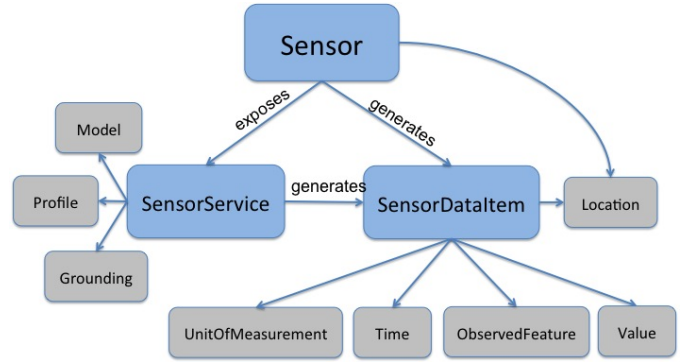 Sensor
exposes
generates
Model
Profile
SensorService
generates
SensorDataItem
Location
Grounding
UnitOfMeasurement
Time
ObservedFeature
Value